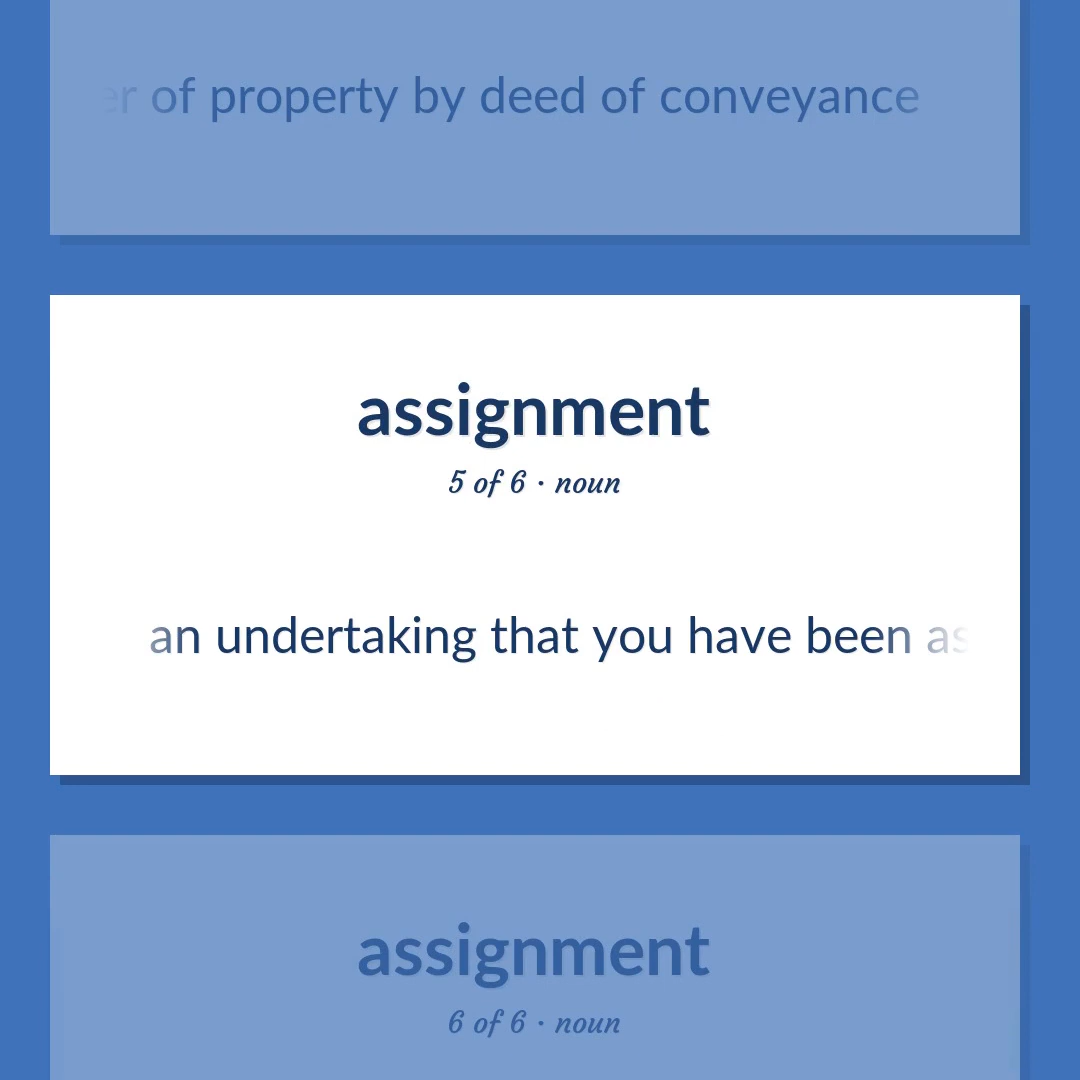 of property by deed of conveyance
assignment
5 of 6 · noun
an undertaking that you have been
assignment
6 of 6 · noun